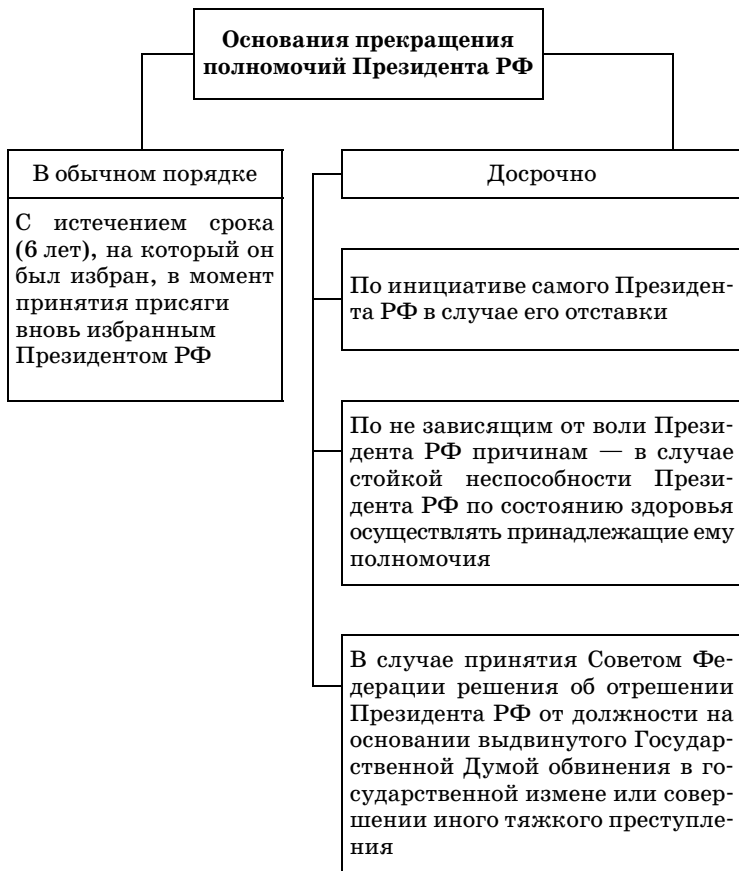 Основания прекращения
полномочий Президента РФ
В обычном порядке
С истечением срока
(6 лет), на который он
был избран, в момент
принятия присяги
вновь избранным
Президентом РФ
Досрочно
По инициативе самого Президен-
та РФ в случае его отставки
По не зависящим от воли Прези-
дента РФ причинам — в случае
стойкой неспособности Прези-
дента РФ по состоянию здоровья
осуществлять принадлежащие ему
полномочия
В случае принятия Советом Фе-
дерации решения об отрешении
Президента РФ от должности на
основании выдвинутого Государ-
ственной Думой обвинения в го-
сударственной измене или совер-
шении иного тяжкого преступле-
ния